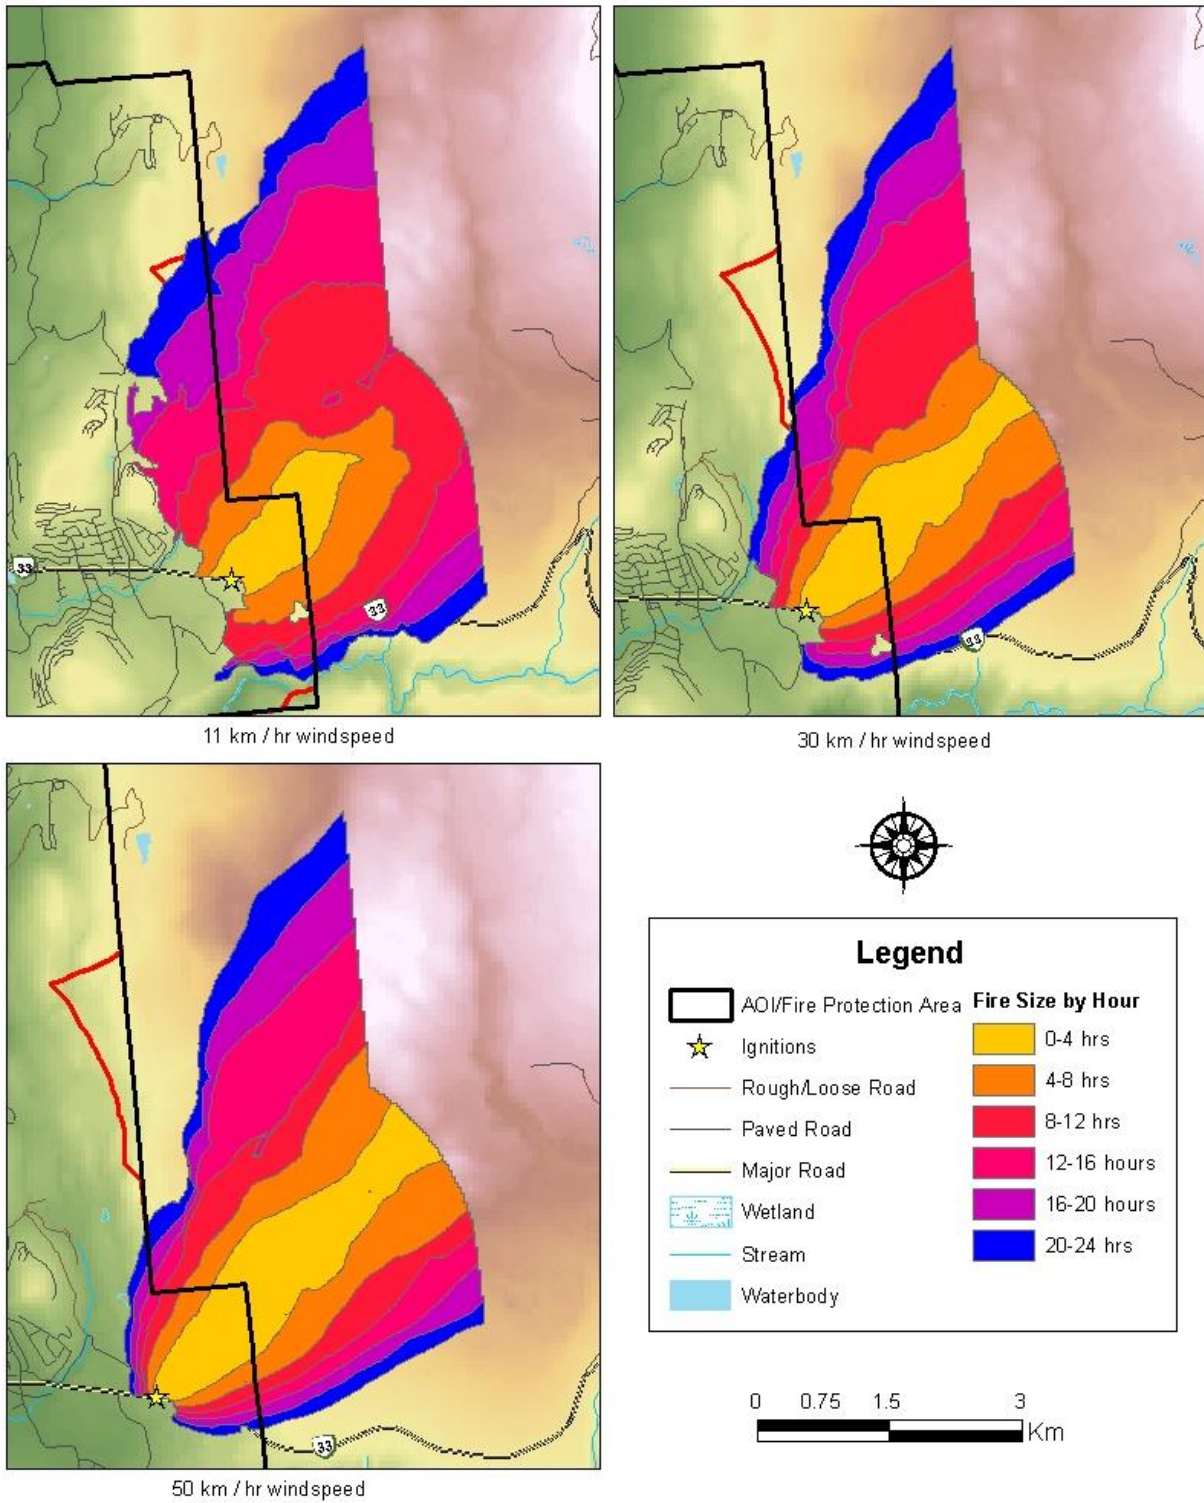 33
33
11 km / hr windspeed
33
30 km / hr windspeed
33
50 km / hr windspeed
Legend
AOI/Fire Protection Area
Ignitions
Rough/Loose Road
Paved Road
Major Road
Wetland
Stream
Waterbody
Fire Size by Hour
0-4 hrs
4-8 hrs
8-12 hrs
12-16 hours
16-20 hours
20-24 hrs
0 0.75 1.5 3
Km